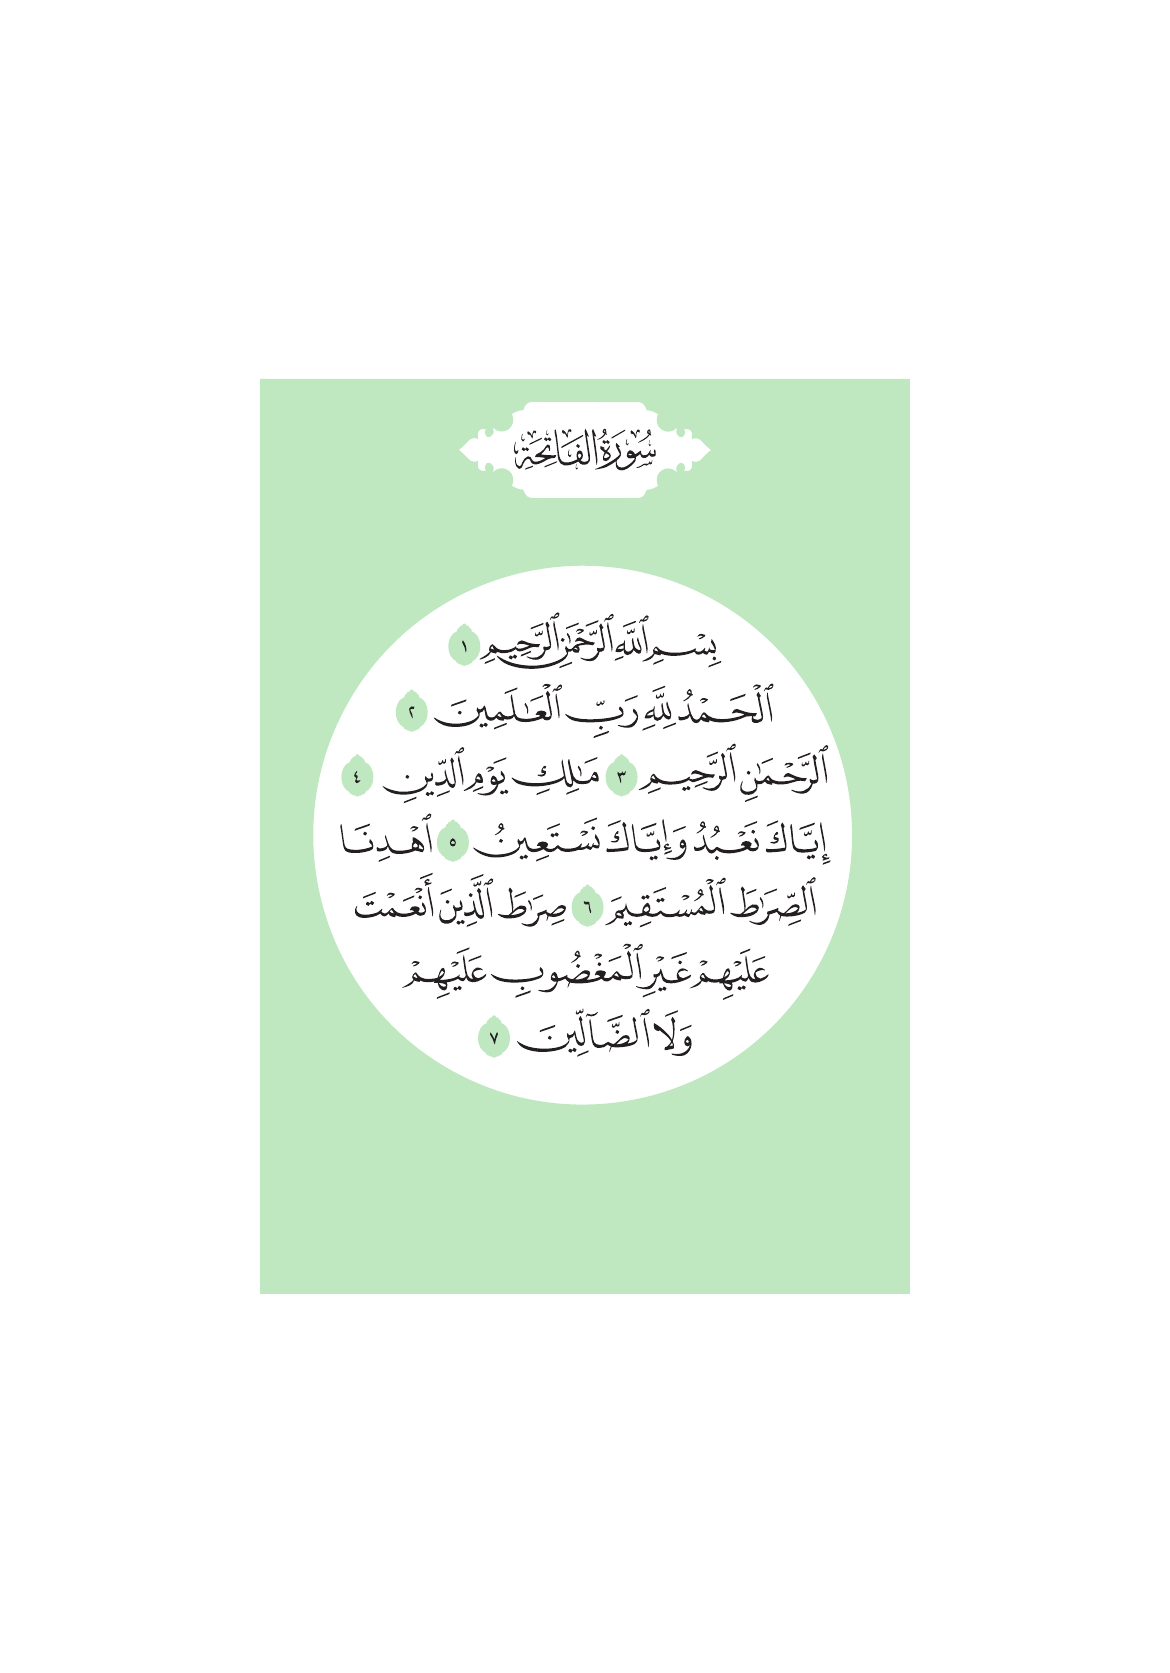 سُورَةُ الفَاتِحَةِ
بِسْمِ ٱللَّهِ ٱلرَّحْمَٰنِ ٱلرَّحِيمِ ١
ٱلْحَمْدُ لِلَّهِ رَبِّ ٱلْعَٰلَمِينَ ٢
ٱلرَّحْمَٰنِ ٱلرَّحِيمِ ٣ مَٰلِكِ يَوْمِ ٱلدِّينِ ٤
إِيَّاكَ نَعْبُدُ وَإِيَّاكَ نَسْتَعِينُ ٥ ٱهْدِنَا
ٱلصِّرَٰطَ ٱلْمُسْتَقِيمَ ٦ صِرَٰطَ ٱلَّذِينَ أَنْعَمْتَ
عَلَيْهِمْ غَيْرِ ٱلْمَغْضُوبِ عَلَيْهِمْ
وَلَا ٱلضَّآلِّينَ ٧